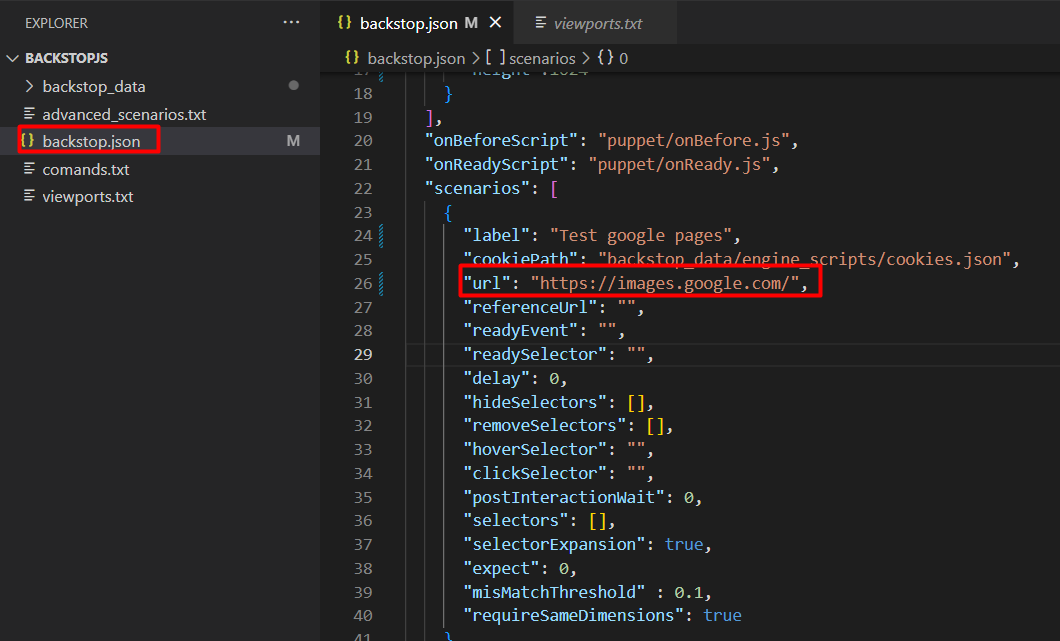 EXPLORER
BACKSTOPJS
backstop_data
advanced_scenarios.txt
backstop.json M
comands.txt
viewports.txt
{} backstop.json M ×
viewports.txt
{} backstop.json > [ ] scenarios > {} 0
17 "height":1024
18 }
19 ],
20 "onBeforeScript": "puppet/onBefore.js",
21 "onReadyScript": "puppet/onReady.js",
22 "scenarios": [
23 {
24 "label": "Test google pages",
25 "cookiePath": "backstop_data/engine_scripts/cookies.json",
26 "url": "https://images.google.com/",
27 "referenceUrl": "",
28 "readyEvent": "",
29 "readySelector": "",
30 "delay": 0,
31 "hideSelectors": [],
32 "removeSelectors": [],
33 "hoverSelector": "",
34 "clickSelector": "",
35 "postInteractionWait": 0,
36 "selectors": [],
37 "selectorExpansion": true,
38 "expect": 0,
39 "misMatchThreshold" : 0.1,
40 "requireSameDimensions": true
41 }